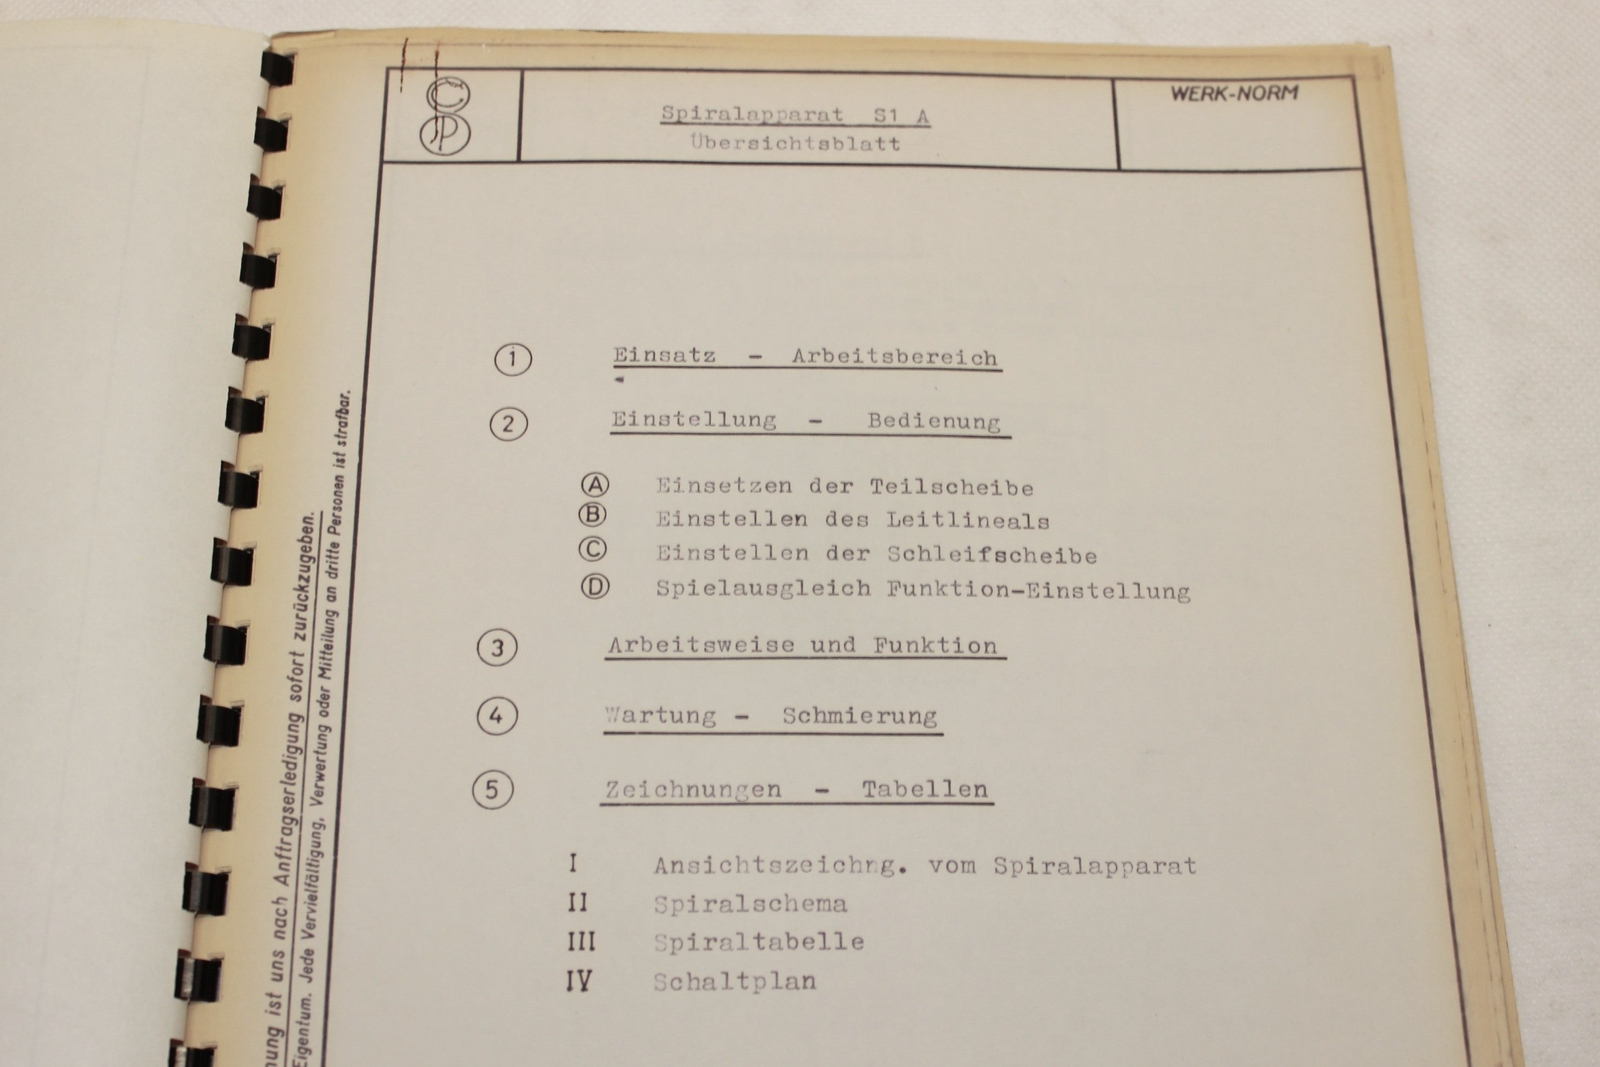 C
JP
Spiralapparat S1 A
Übersichtsblatt
WERK-NORM
1 Einsatz - Arbeitsbereich
2 Einstellung - Bedienung
A Einsetzen der Teilscheibe
B Einstellen des Leitlineals
C Einstellen der Schleifscheibe
D Spielausgleich Funktion-Einstellung
3 Arbeitsweise und Funktion
4 Wartung - Schmierung
5 Zeichnungen - Tabellen
I Ansichtszeichng. vom Spiralapparat
II Spiralschema
III Spiraltabelle
IV Schaltplan
ist uns nach Anftragserledigung sofort zurückzugeben.
Eigentum. Jede Vervielfältigung, Verwertung oder Mitteilung an dritte Personen ist strafbar.